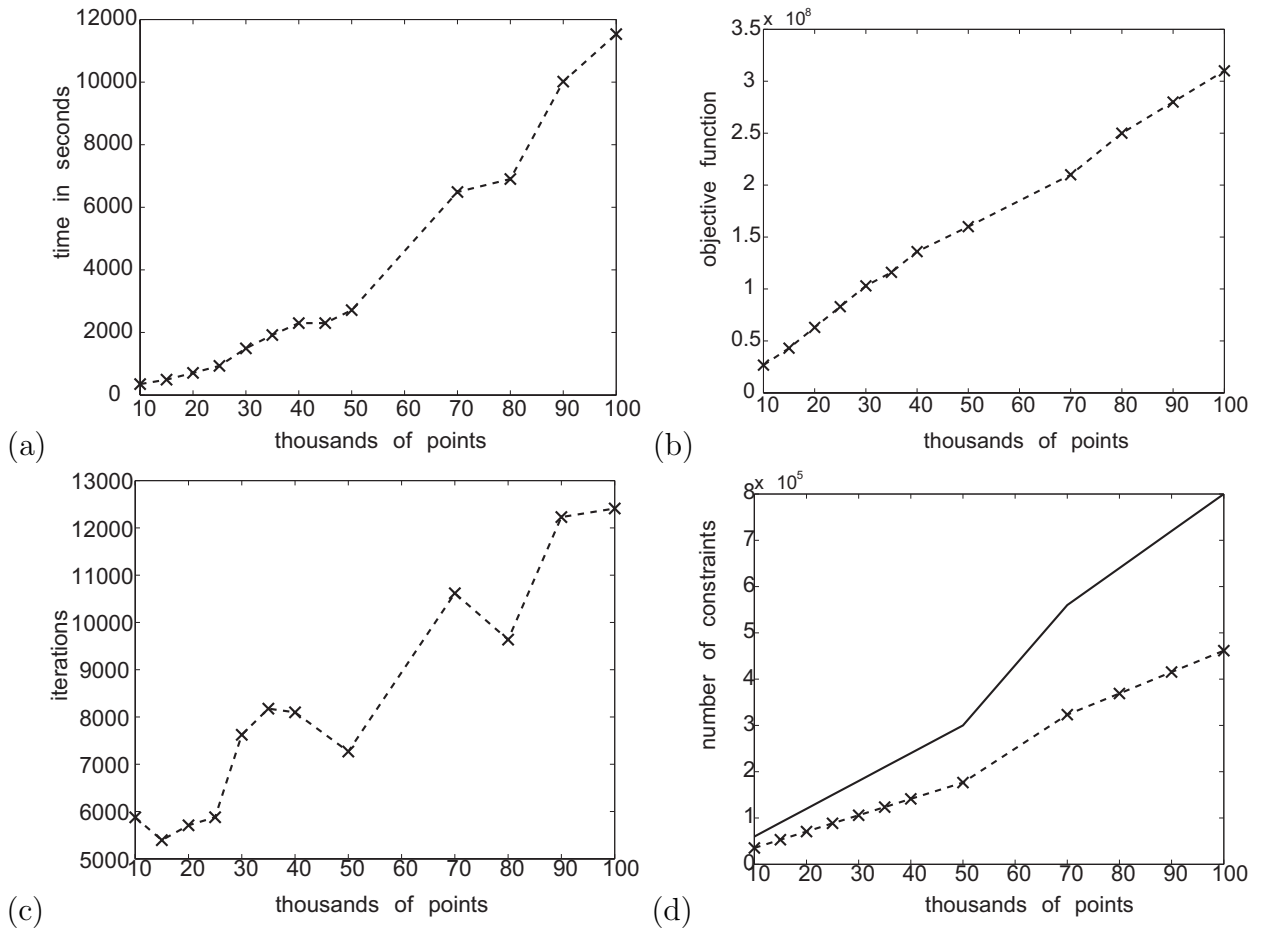 12000
10000
8000
6000
4000
2000
0
time in seconds
10 20 30 40 50 60 70 80 90 100
thousands of points
(a)
x 10^8
3.5
3
2.5
2
1.5
1
0.5
0
objective function
10 20 30 40 50 60 70 80 90 100
thousands of points
(b)
13000
12000
11000
10000
9000
8000
7000
6000
5000
iterations
10 20 30 40 50 60 70 80 90 100
thousands of points
(c)
x 10^5
8
7
6
5
4
3
2
1
0
number of constraints
10 20 30 40 50 60 70 80 90 100
thousands of points
(d)